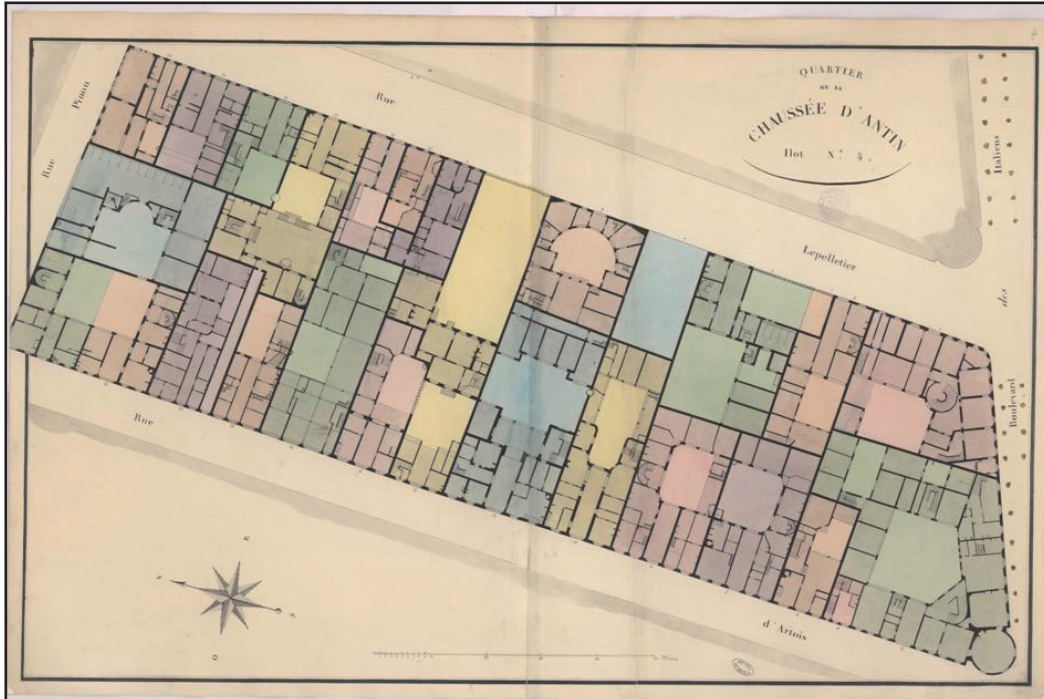 QUARTIER
DE LA
CHAUSSÉE D'ANTIN
Ilot N.º 4.
Rue Pinon
Rue Lepelletier
Boulevard des Italiens
Rue d'Artois